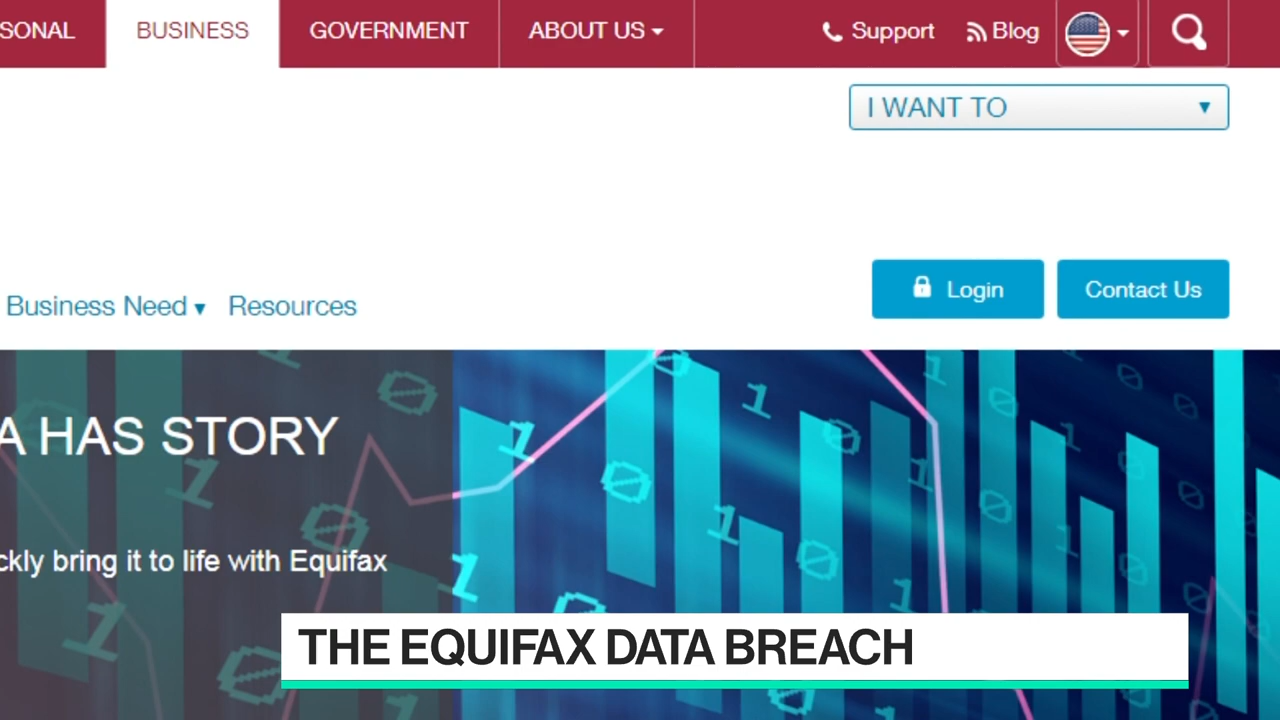 SONAL BUSINESS GOVERNMENT ABOUT US Support Blog
I WANT TO
Business Need Resources Login Contact Us
A HAS STORY
ckly bring it to life with Equifax
THE EQUIFAX DATA BREACH